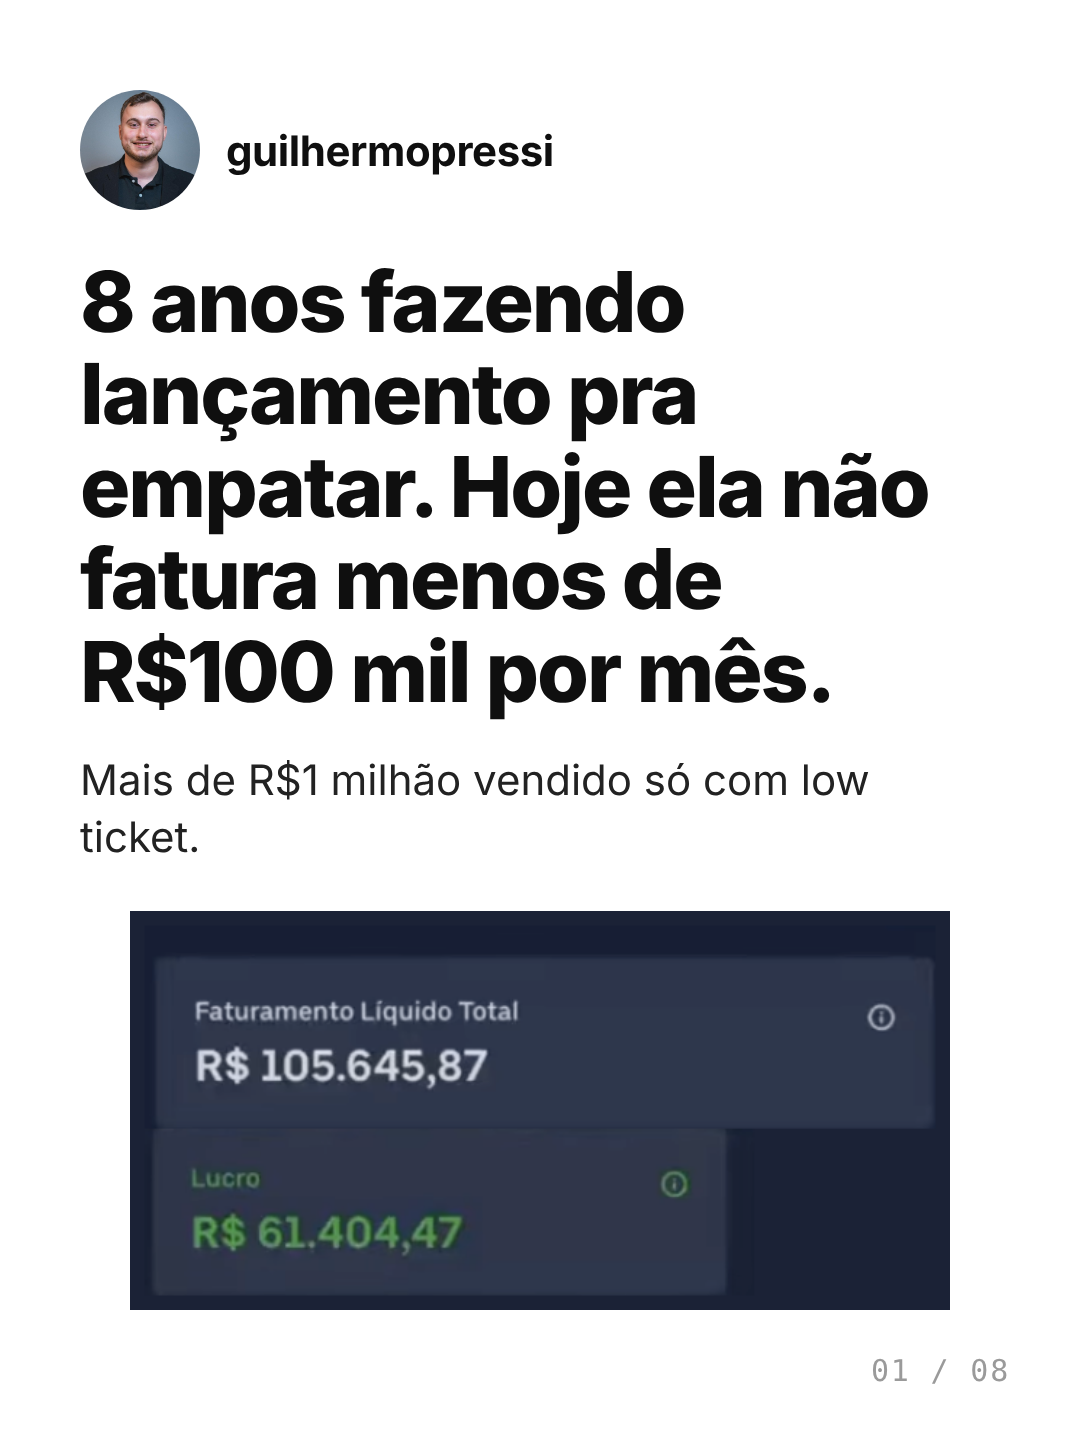 guilhermopressi
8 anos fazendo
lançamento pra
empatar. Hoje ela não
fatura menos de
R$100 mil por mês.
Mais de R$1 milhão vendido só com low
ticket.
Faturamento Líquido Total
R$ 105.645,87
Lucro
R$ 61.404,47
01 / 08